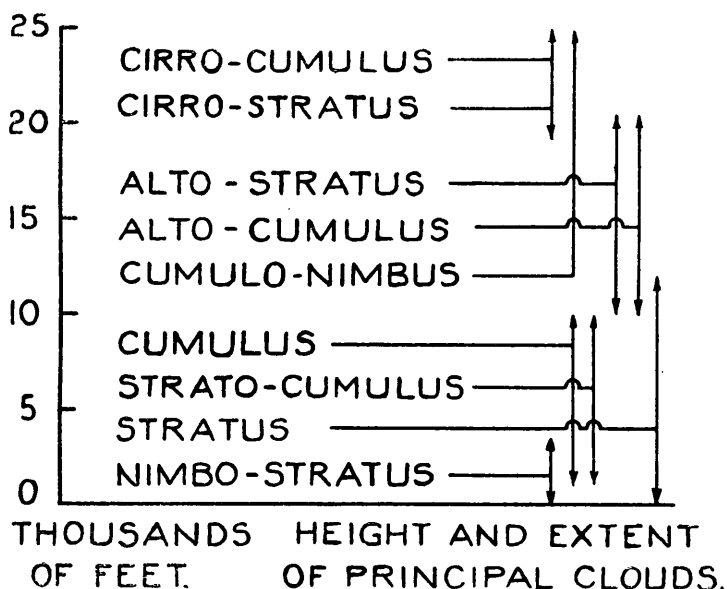 25
CIRRO-CUMULUS
CIRRO-STRATUS
20
ALTO-STRATUS
15
ALTO-CUMULUS
CUMULO-NIMBUS
10
CUMULUS
STRATO-CUMULUS
5
STRATUS
NIMBO-STRATUS
0
THOUSANDS OF FEET.
HEIGHT AND EXTENT
OF PRINCIPAL CLOUDS.